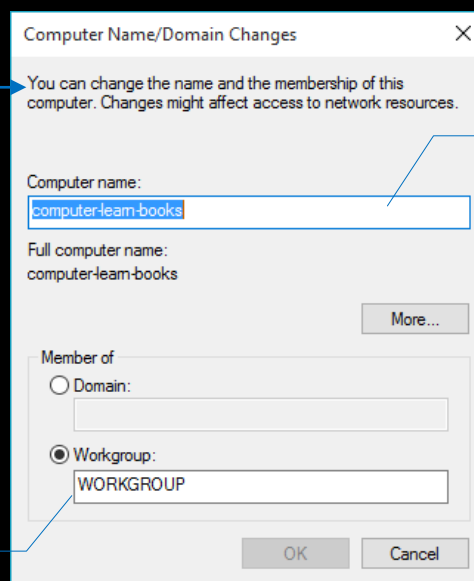 Computer Name/Domain Changes
You can change the name and the membership of this
computer. Changes might affect access to network resources.
Computer name:
computer-learn-books
Full computer name:
computer-learn-books
More...
Member of
Domain:
Workgroup:
WORKGROUP
OK
Cancel